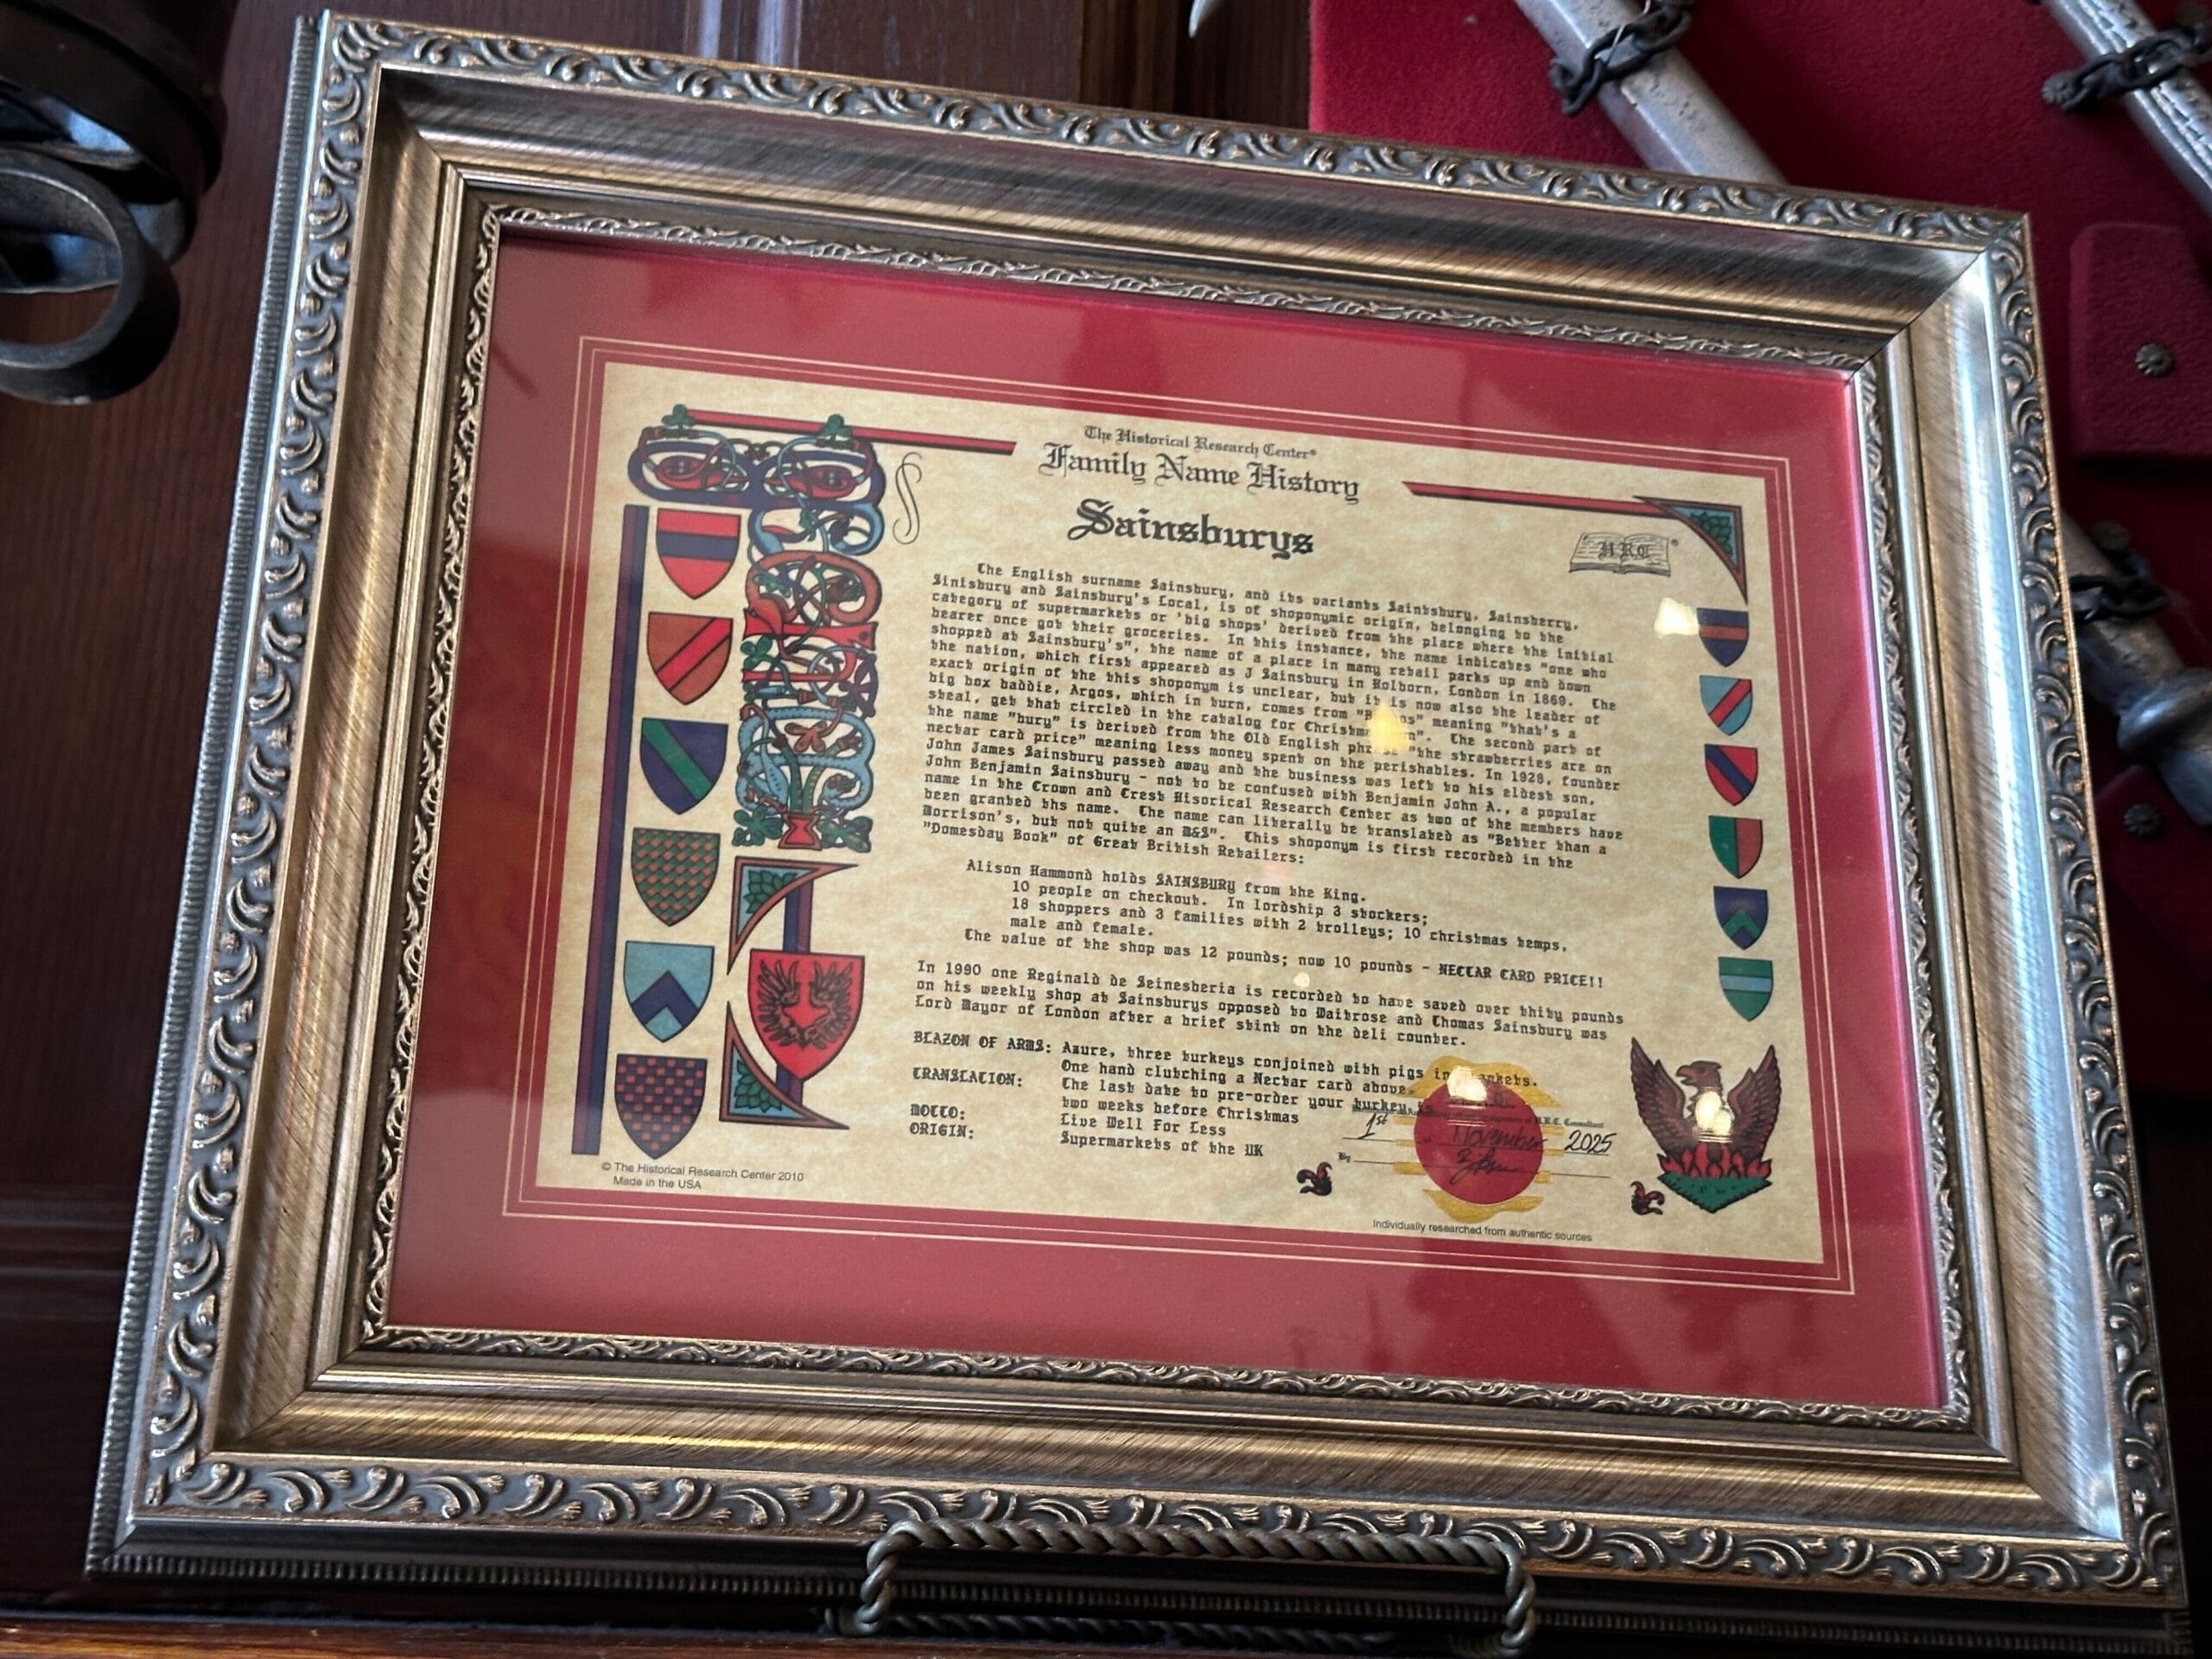 The Historical Research Center®
Family Name History
Sainsburys
HRC®
The English surname Sainsbury, and its variants Saintsbury, Sainsberry,
Sinisbury and Sainsbury's Local, is of shoponymic origin, belonging to the
category of supermarkets or 'big shops' derived from the place where the initial
bearer once got their groceries. In this instance, the name indicates "one who
shopped at Sainsbury's", the name of a place in many retail parks up and down
the nation, which first appeared as J Sainsbury in Holborn, London in 1869. The
exact origin of the this shoponym is unclear, but it is now also the leader of
big box baddie, Argos, which in turn, comes from meaning "that's a
steal, get that circled in the catalog for Christmas The second part of
the name "bury" is derived from the Old English phrase "the strawberries are on
nectar card price" meaning less money spent on the perishables. In 1928, founder
John James Sainsbury passed away and the business was left to his eldest son,
John Benjamin Sainsbury - not to be confused with Benjamin John A., a popular
name in the Crown and Crest Hisorical Research Center as two of the members have
been granted ths name. The name can literally be translated as "Better than a
Morrison's, but not quite an M&S". This shoponym is first recorded in the
"Domesday Book" of Great British Retailers:
Alison Hammond holds SAINSBURY from the King.
10 people on checkout. In lordship 3 stockers;
18 shoppers and 3 families with 2 trolleys; 10 christmas temps,
male and female.
The value of the shop was 12 pounds; now 10 pounds - NECTAR CARD PRICE!!
In 1990 one Reginald de Seinesberia is recorded to have saved over thity pounds
on his weekly shop at Sainsburys opposed to Waitrose and Thomas Sainsbury was
Lord Mayor of London after a brief stint on the deli counter.
BLAZON OF ARMS: Azure, three turkeys conjoined with pigs in blankets.
One hand clutching a Nectar card above.
TRANSLATION: The last date to pre-order your turkey is
two weeks before Christmas
MOTTO: Live Well For Less
ORIGIN: Supermarkets of the UK
H.R.C. Consultant
1st November 2025
By
© The Historical Research Center 2010
Made in the USA
Individually researched from authentic sources